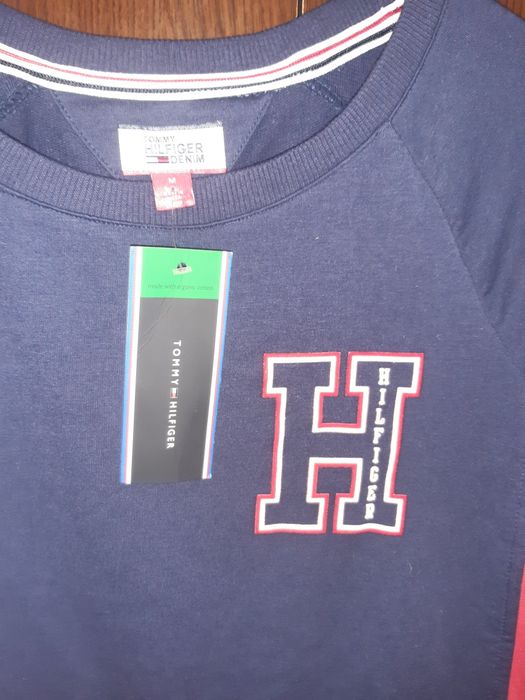 TOMMY
HILFIGER
DENIM
M
made with organic cotton
TOMMY HILFIGER
H
HILFIGER